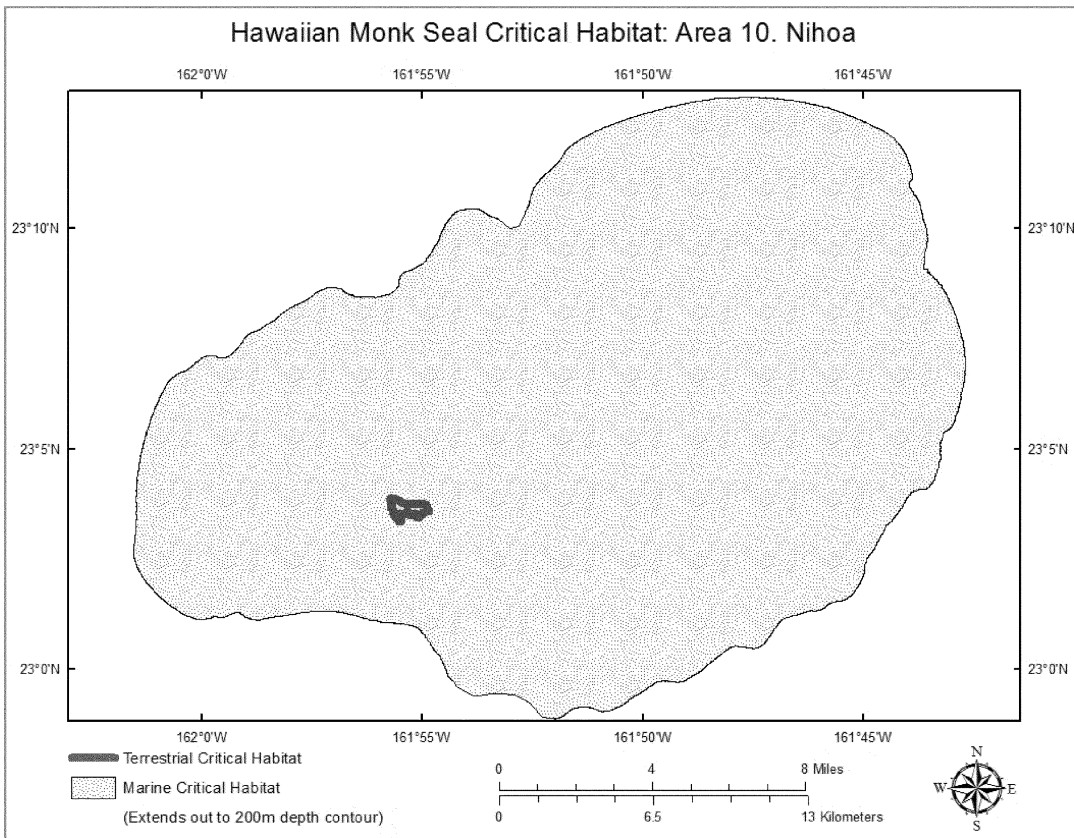 Hawaiian Monk Seal Critical Habitat: Area 10. Nihoa
162°0'W 161°55'W 161°50'W 161°45'W
23°10'N 23°10'N
23°5'N 23°5'N
23°0'N 23°0'N
162°0'W 161°55'W 161°50'W 161°45'W
Terrestrial Critical Habitat
Marine Critical Habitat
(Extends out to 200m depth contour)
0 4 8 Miles
0 6.5 13 Kilometers
N
W E
S